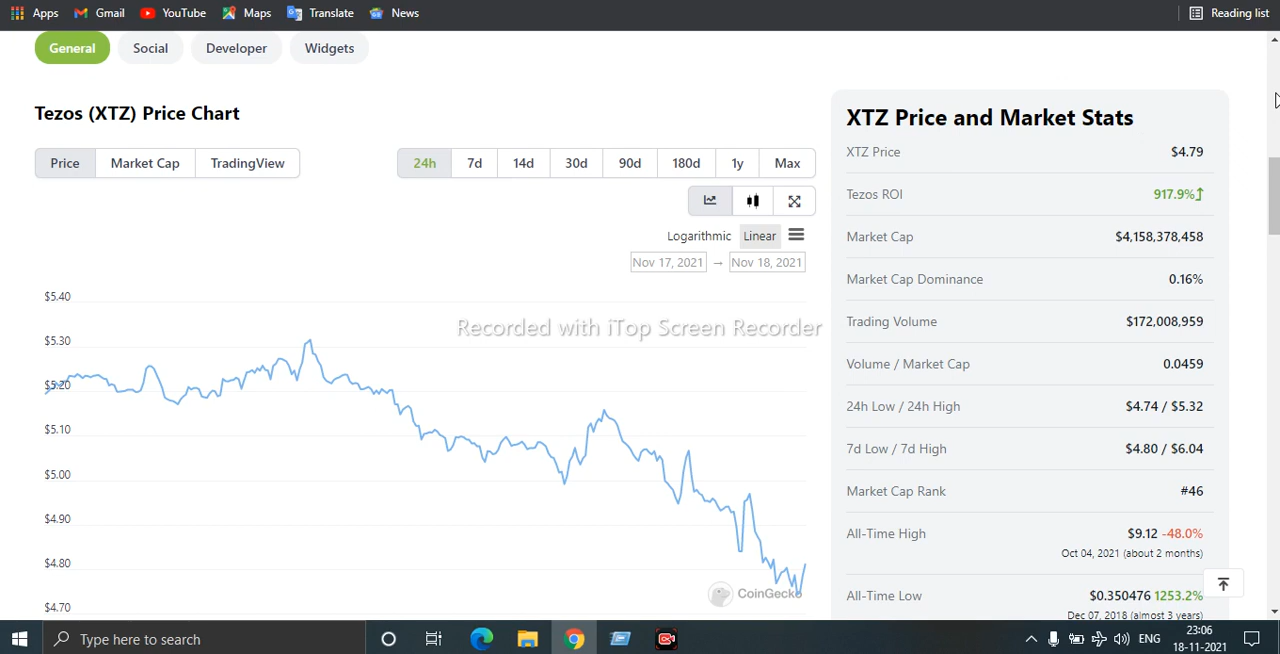 Apps Gmail YouTube Maps Translate News Reading list
General Social Developer Widgets
Tezos (XTZ) Price Chart
Price Market Cap TradingView
24h 7d 14d 30d 90d 180d 1y Max
Logarithmic Linear
Nov 17, 2021 → Nov 18, 2021
$5.40
$5.30
$5.20
$5.10
$5.00
$4.90
$4.80
$4.70
Recorded with iTop Screen Recorder
CoinGecko
XTZ Price and Market Stats
XTZ Price $4.79
Tezos ROI 917.9%
Market Cap $4,158,378,458
Market Cap Dominance 0.16%
Trading Volume $172,008,959
Volume / Market Cap 0.0459
24h Low / 24h High $4.74 / $5.32
7d Low / 7d High $4.80 / $6.04
Market Cap Rank #46
All-Time High $9.12 -48.0%
Oct 04, 2021 (about 2 months)
All-Time Low $0.350476 1253.2%
Dec 07, 2018 (almost 3 years)
Type here to search
ENG
23:06
18-11-2021